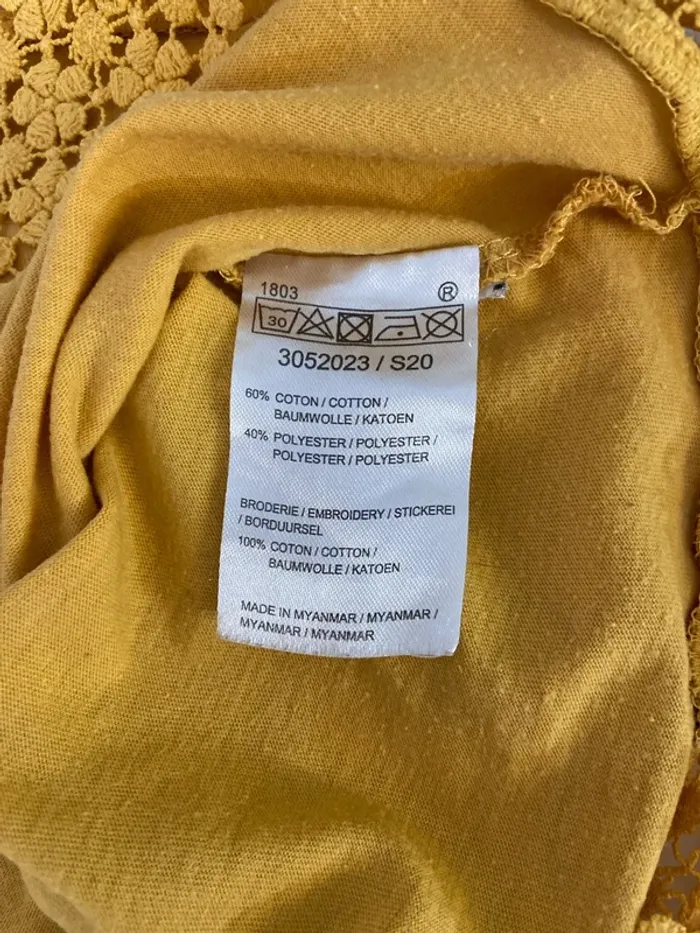 1803 ®
30
3052023 / S20
60% COTON / COTTON /
BAUMWOLLE / KATOEN
40% POLYESTER / POLYESTER /
POLYESTER / POLYESTER
BRODERIE / EMBROIDERY / STICKEREI
/ BORDUURSEL
100% COTON / COTTON /
BAUMWOLLE / KATOEN
MADE IN MYANMAR / MYANMAR /
MYANMAR / MYANMAR